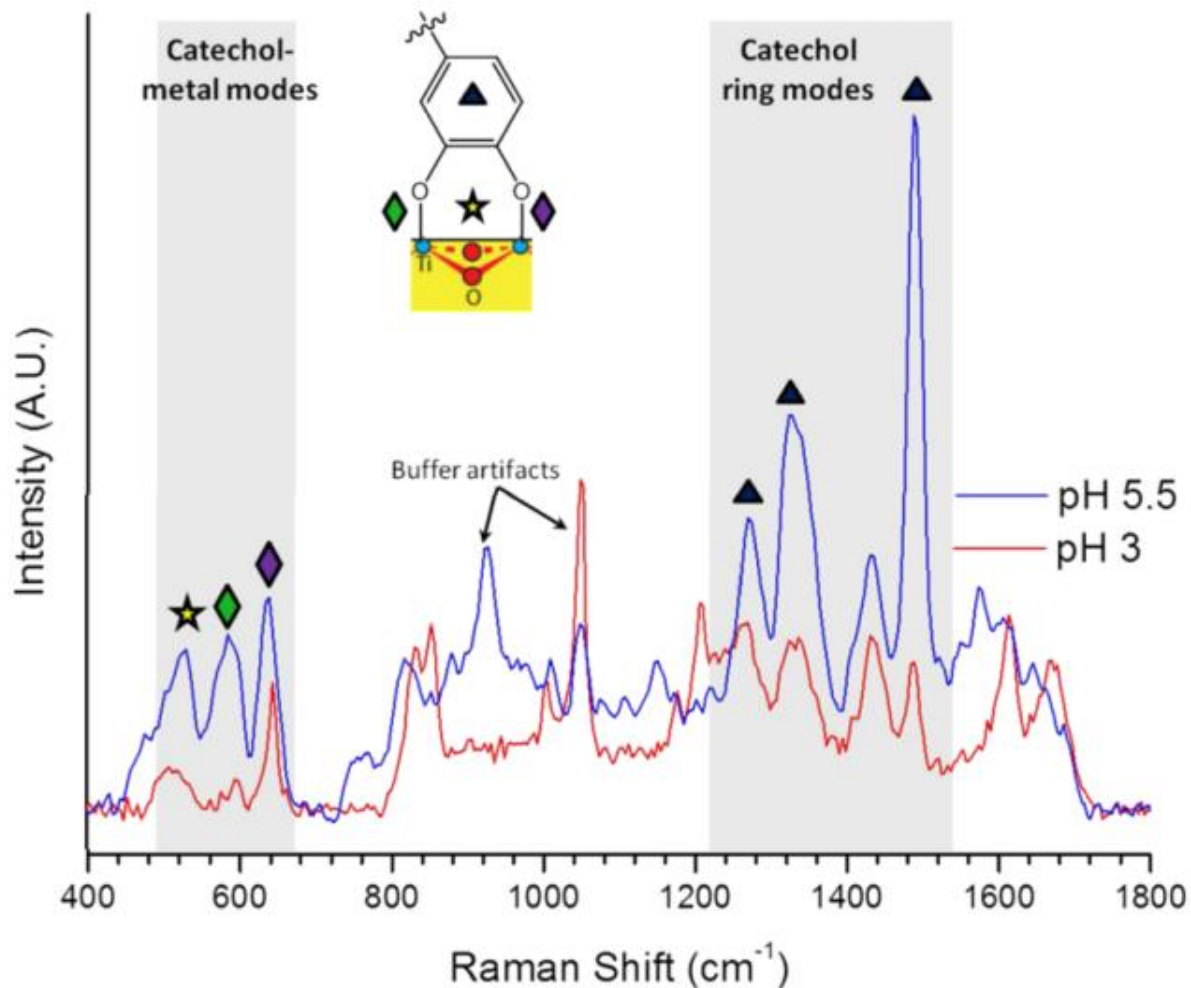 Catechol-
metal modes
Catechol
ring modes
O
O
Ti
O
Buffer artifacts
pH 5.5
pH 3
Intensity (A.U.)
400
600
800
1000
1200
1400
1600
1800
Raman Shift (cm⁻¹)